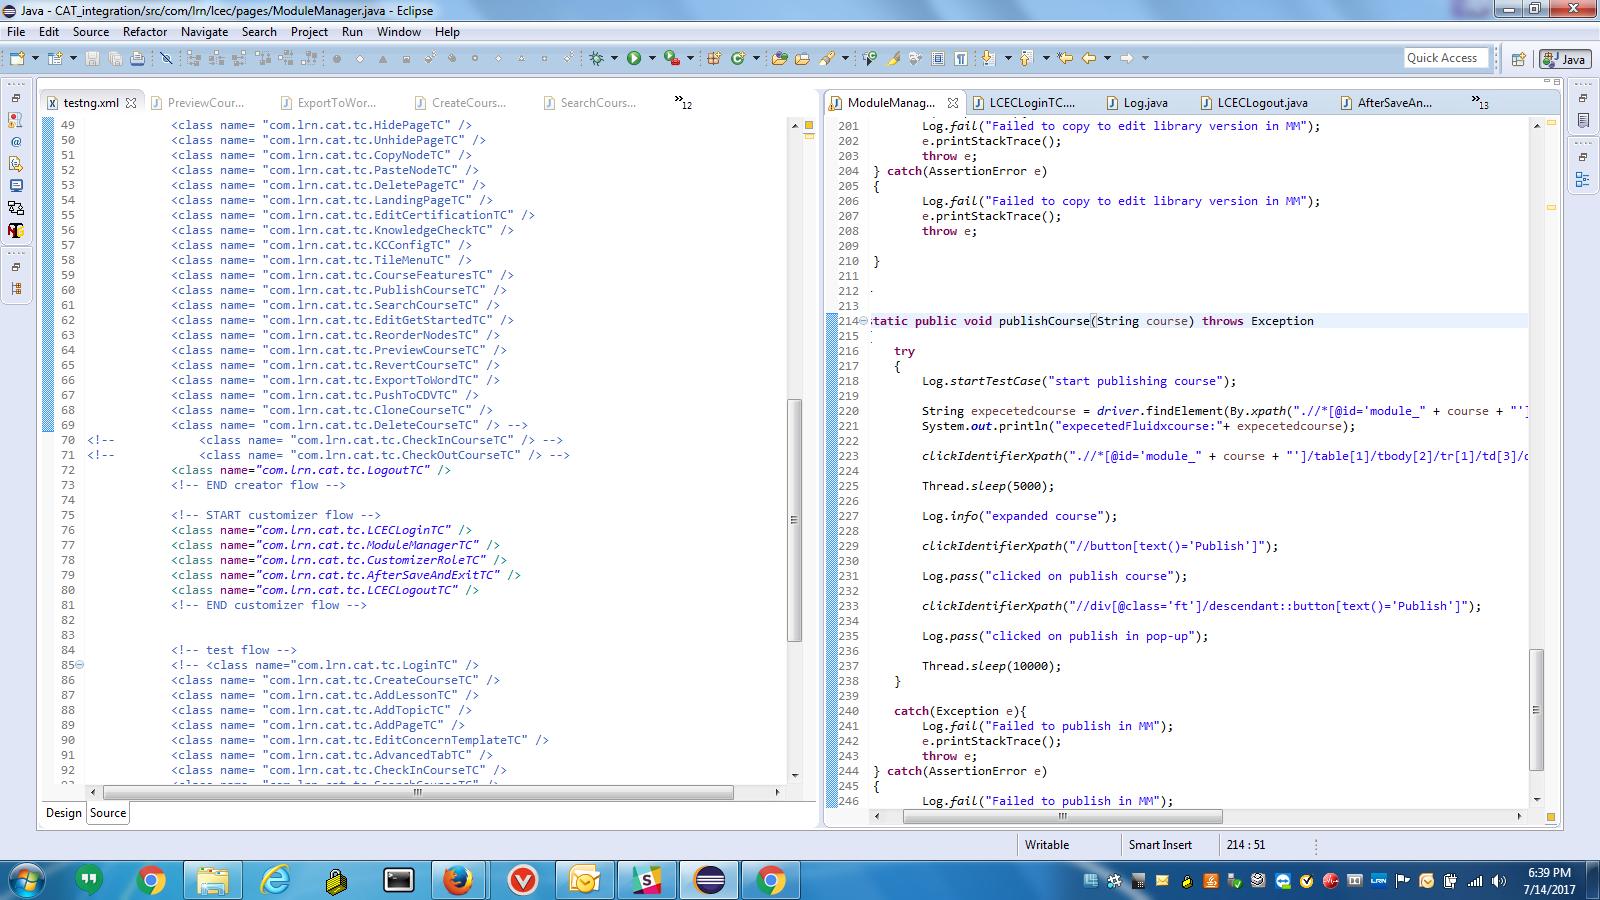 Java - CAT_integration/src/com/lrn/lcec/pages/ModuleManager.java - Eclipse
File Edit Source Refactor Navigate Search Project Run Window Help
Quick Access
Java
testng.xml PreviewCour... ExportToWor... CreateCours... SearchCours... »12
49 <class name= "com.lrn.cat.tc.HidePageTC" />
50 <class name= "com.lrn.cat.tc.UnhidePageTC" />
51 <class name= "com.lrn.cat.tc.CopyNodeTC" />
52 <class name= "com.lrn.cat.tc.PasteNodeTC" />
53 <class name= "com.lrn.cat.tc.DeletePageTC" />
54 <class name= "com.lrn.cat.tc.LandingPageTC" />
55 <class name= "com.lrn.cat.tc.EditCertificationTC" />
56 <class name= "com.lrn.cat.tc.KnowledgeCheckTC" />
57 <class name= "com.lrn.cat.tc.KCConfigTC" />
58 <class name= "com.lrn.cat.tc.TileMenuTC" />
59 <class name= "com.lrn.cat.tc.CourseFeaturesTC" />
60 <class name= "com.lrn.cat.tc.PublishCourseTC" />
61 <class name= "com.lrn.cat.tc.SearchCourseTC" />
62 <class name= "com.lrn.cat.tc.EditGetStartedTC" />
63 <class name= "com.lrn.cat.tc.ReorderNodesTC" />
64 <class name= "com.lrn.cat.tc.PreviewCourseTC" />
65 <class name= "com.lrn.cat.tc.RevertCourseTC" />
66 <class name= "com.lrn.cat.tc.ExportToWordTC" />
67 <class name= "com.lrn.cat.tc.PushToCDVTC" />
68 <class name= "com.lrn.cat.tc.CloneCourseTC" />
69 <class name= "com.lrn.cat.tc.DeleteCourseTC" /> -->
70 <!-- <class name= "com.lrn.cat.tc.CheckInCourseTC" /> -->
71 <!-- <class name= "com.lrn.cat.tc.CheckOutCourseTC" /> -->
72 <class name="com.lrn.cat.tc.LogoutTC" />
73 <!-- END creator flow -->
74
75 <!-- START customizer flow -->
76 <class name="com.lrn.cat.tc.LCECLoginTC" />
77 <class name="com.lrn.cat.tc.ModuleManagerTC" />
78 <class name="com.lrn.cat.tc.CustomizerRoleTC" />
79 <class name="com.lrn.cat.tc.AfterSaveAndExitTC" />
80 <class name="com.lrn.cat.tc.LCECLogoutTC" />
81 <!-- END customizer flow -->
82
83
84 <!-- test flow -->
85 <!-- <class name="com.lrn.cat.tc.LoginTC" />
86 <class name= "com.lrn.cat.tc.CreateCourseTC" />
87 <class name= "com.lrn.cat.tc.AddLessonTC" />
88 <class name= "com.lrn.cat.tc.AddTopicTC" />
89 <class name= "com.lrn.cat.tc.AddPageTC" />
90 <class name= "com.lrn.cat.tc.EditConcernTemplateTC" />
91 <class name= "com.lrn.cat.tc.AdvancedTabTC" />
92 <class name= "com.lrn.cat.tc.CheckInCourseTC" />
Design Source
ModuleManag... LCECLoginTC.... Log.java LCECLogout.java AfterSaveAn... »13
201 Log.fail("Failed to copy to edit library version in MM");
202 e.printStackTrace();
203 throw e;
204 } catch(AssertionError e)
205 {
206 Log.fail("Failed to copy to edit library version in MM");
207 e.printStackTrace();
208 throw e;
209
210 }
211
212
213
214 static public void publishCourse(String course) throws Exception
215
216 try
217 {
218 Log.startTestCase("start publishing course");
219
220 String expecetedcourse = driver.findElement(By.xpath(".//*[@id='module_" + course + "']
221 System.out.println("expecetedFluidxcourse:"+ expecetedcourse);
222
223 clickIdentifierXpath(".//*[@id='module_" + course + "']/table[1]/tbody[2]/tr[1]/td[3]/d
224
225 Thread.sleep(5000);
226
227 Log.info("expanded course");
228
229 clickIdentifierXpath("//button[text()='Publish']");
230
231 Log.pass("clicked on publish course");
232
233 clickIdentifierXpath("//div[@class='ft']/descendant::button[text()='Publish']");
234
235 Log.pass("clicked on publish in pop-up");
236
237 Thread.sleep(10000);
238 }
239
240 catch(Exception e){
241 Log.fail("Failed to publish in MM");
242 e.printStackTrace();
243 throw e;
244 } catch(AssertionError e)
245 {
246 Log.fail("Failed to publish in MM");
Writable Smart Insert 214 : 51
6:39 PM
7/14/2017